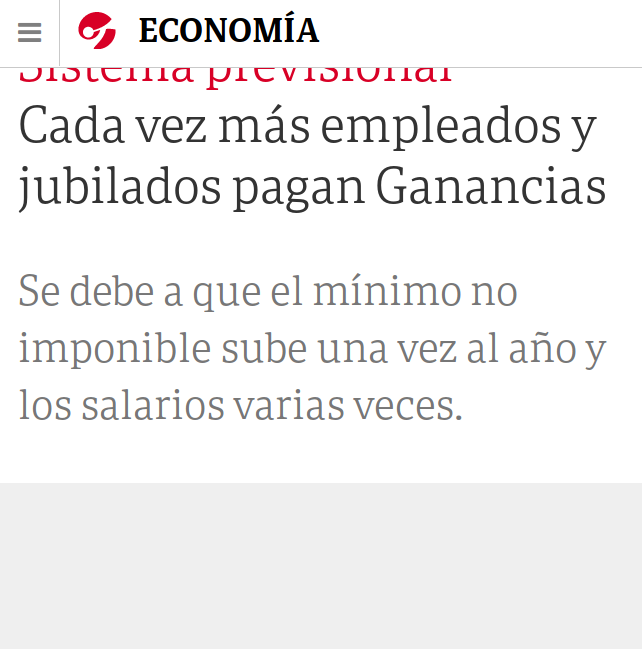 ECONOMÍA
Sistema previsional
Cada vez más empleados y
jubilados pagan Ganancias
Se debe a que el mínimo no
imponible sube una vez al año y
los salarios varias veces.